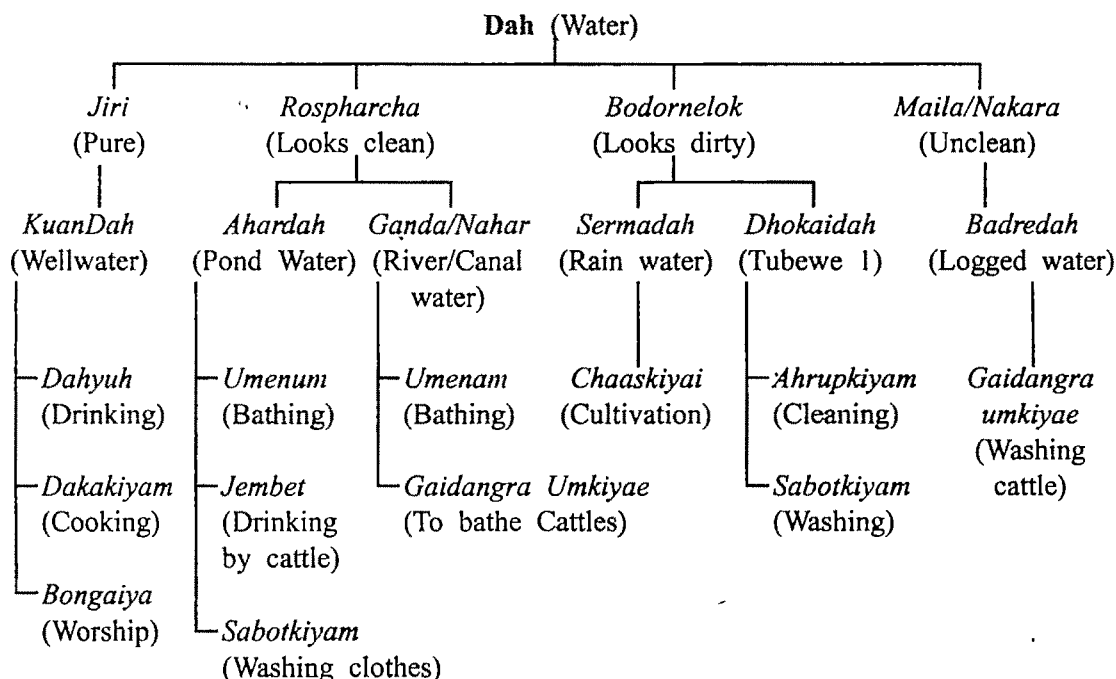 Dah (Water)
Jiri
(Pure)
Rospharcha
(Looks clean)
Bodornelok
(Looks dirty)
Maila/Nakara
(Unclean)
KuanDah
(Wellwater)
Ahardah
(Pond Water)
Ganda/Nahar
(River/Canal
water)
Sermadah
(Rain water)
Dhokaidah
(Tubewe l)
Badredah
(Logged water)
Dahyuh
(Drinking)
Dakakiyam
(Cooking)
Bongaiya
(Worship)
Umenum
(Bathing)
Jembet
(Drinking
by cattle)
Sabotkiyam
(Washing clothes)
Umenam
(Bathing)
Gaidangra Umkiyae
(To bathe Cattles)
Chaaskiyai
(Cultivation)
Ahrupkiyam
(Cleaning)
Sabotkiyam
(Washing)
Gaidangra
umkiyae
(Washing
cattle)